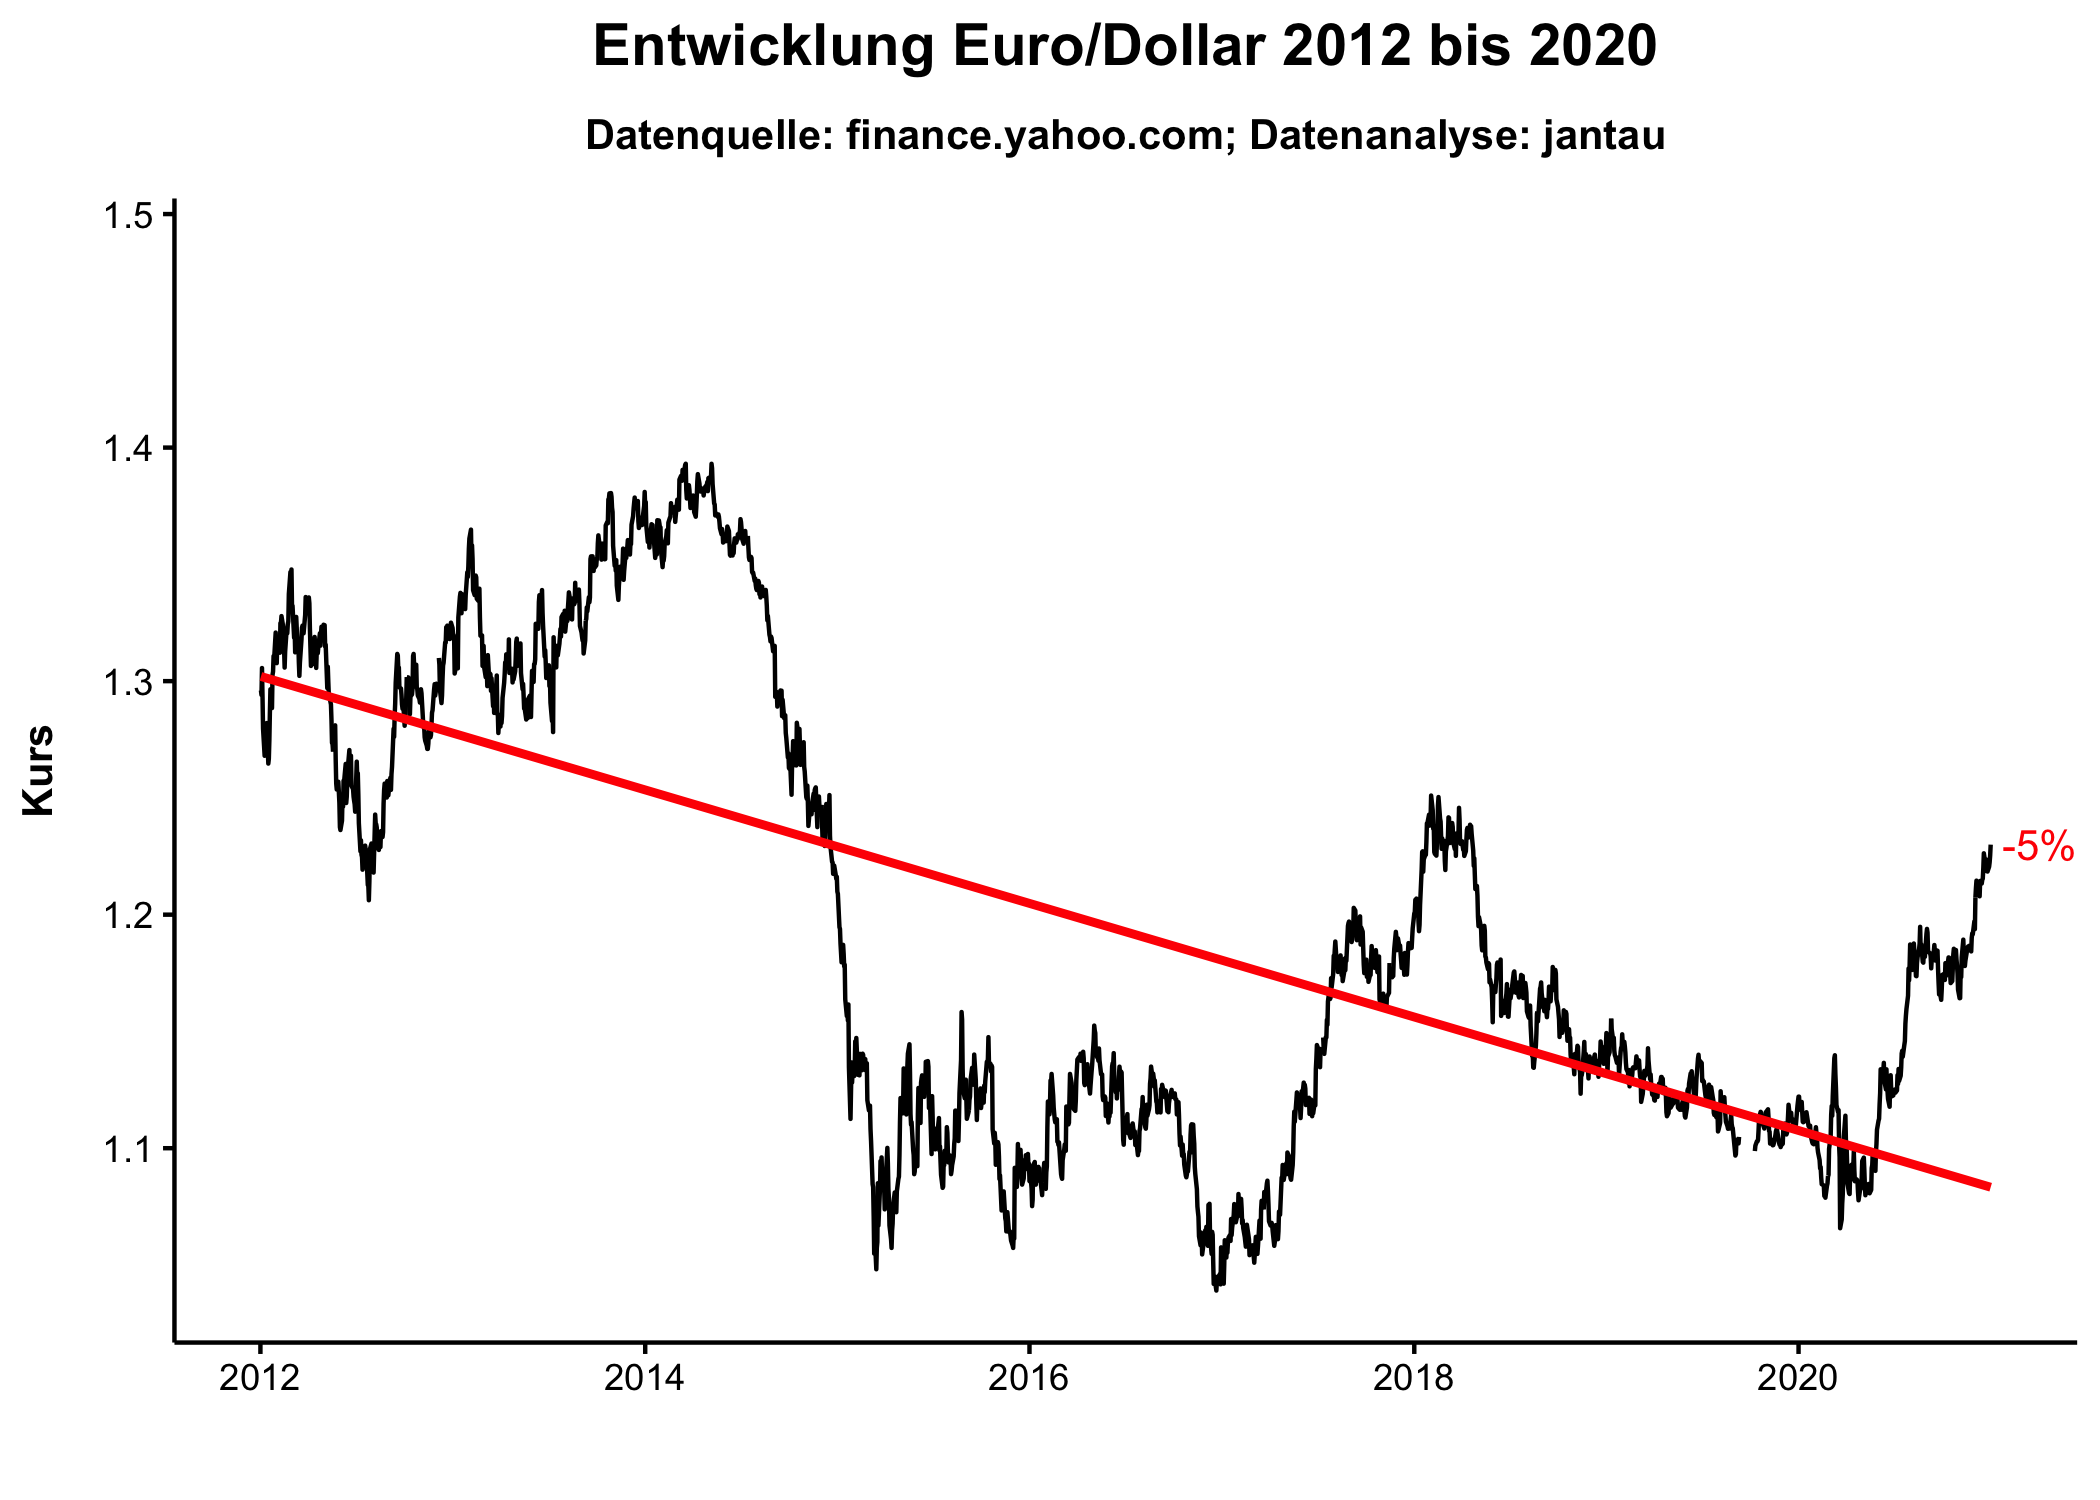 Entwicklung Euro/Dollar 2012 bis 2020
Datenquelle: finance.yahoo.com; Datenanalyse: jantau
1.5
1.4
1.3
1.2
1.1
Kurs
-5%
2012 2014 2016 2018 2020